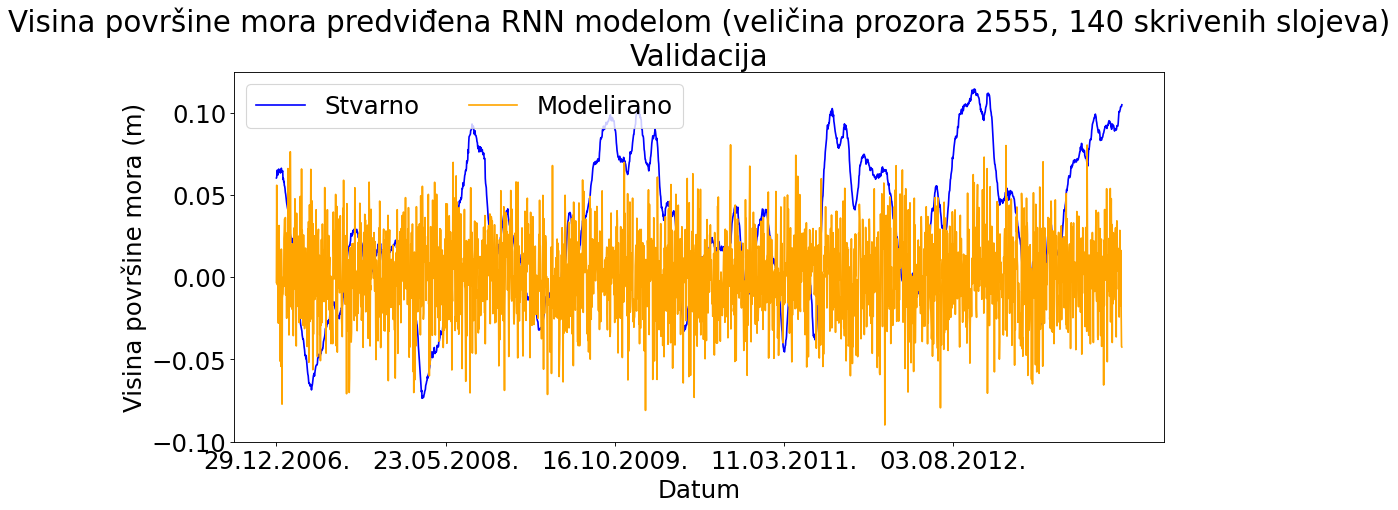 Visina površine mora predviđena RNN modelom (veličina prozora 2555, 140 skrivenih slojeva)
Validacija
Stvarno
Modelirano
Visina površine mora (m)
0.10
0.05
0.00
−0.05
−0.10
29.12.2006.
23.05.2008.
16.10.2009.
11.03.2011.
03.08.2012.
Datum